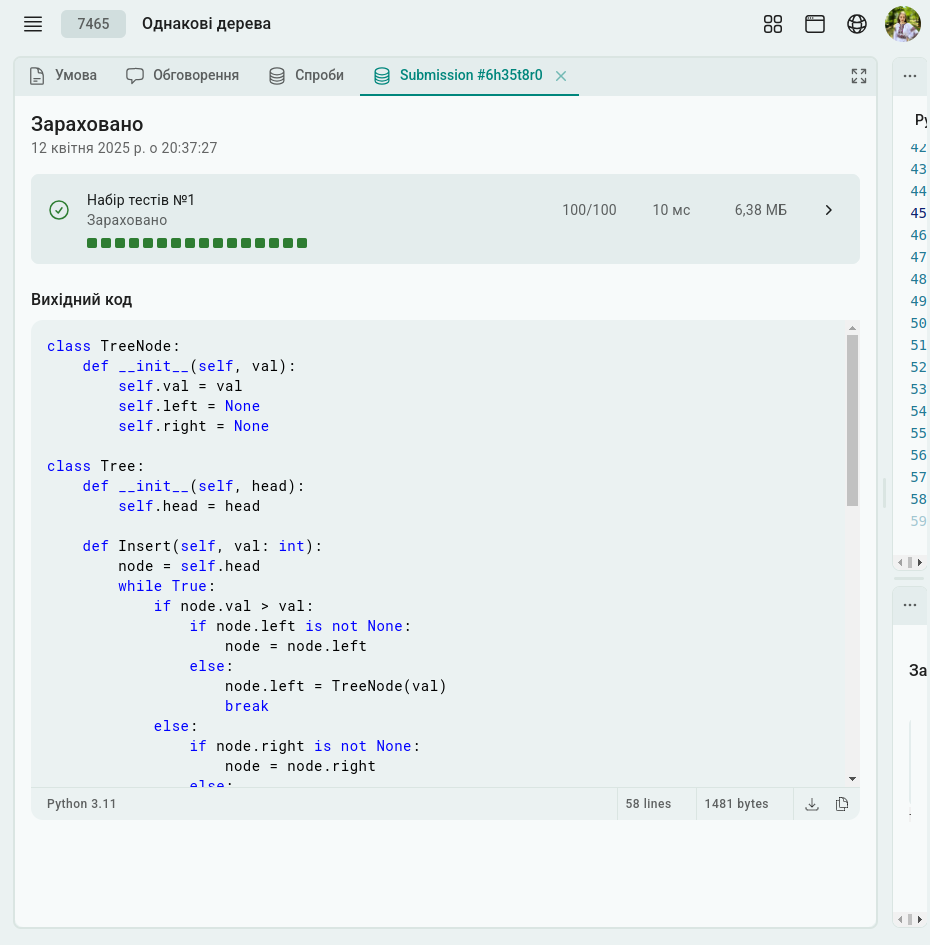 7465 Однакові дерева
Умова Обговорення Спроби Submission #6h35t8r0
Зараховано
12 квітня 2025 р. о 20:37:27
Набір тестів №1
Зараховано
100/100 10 мс 6,38 МБ
Вихідний код
class TreeNode:
    def __init__(self, val):
        self.val = val
        self.left = None
        self.right = None
class Tree:
    def __init__(self, head):
        self.head = head
    def Insert(self, val: int):
        node = self.head
        while True:
            if node.val > val:
                if node.left is not None:
                    node = node.left
                else:
                    node.left = TreeNode(val)
                    break
            else:
                if node.right is not None:
                    node = node.right
                else:
Python 3.11 58 lines 1481 bytes
Ру
42
43
44
45
46
47
48
49
50
51
52
53
54
55
56
57
58
59
За